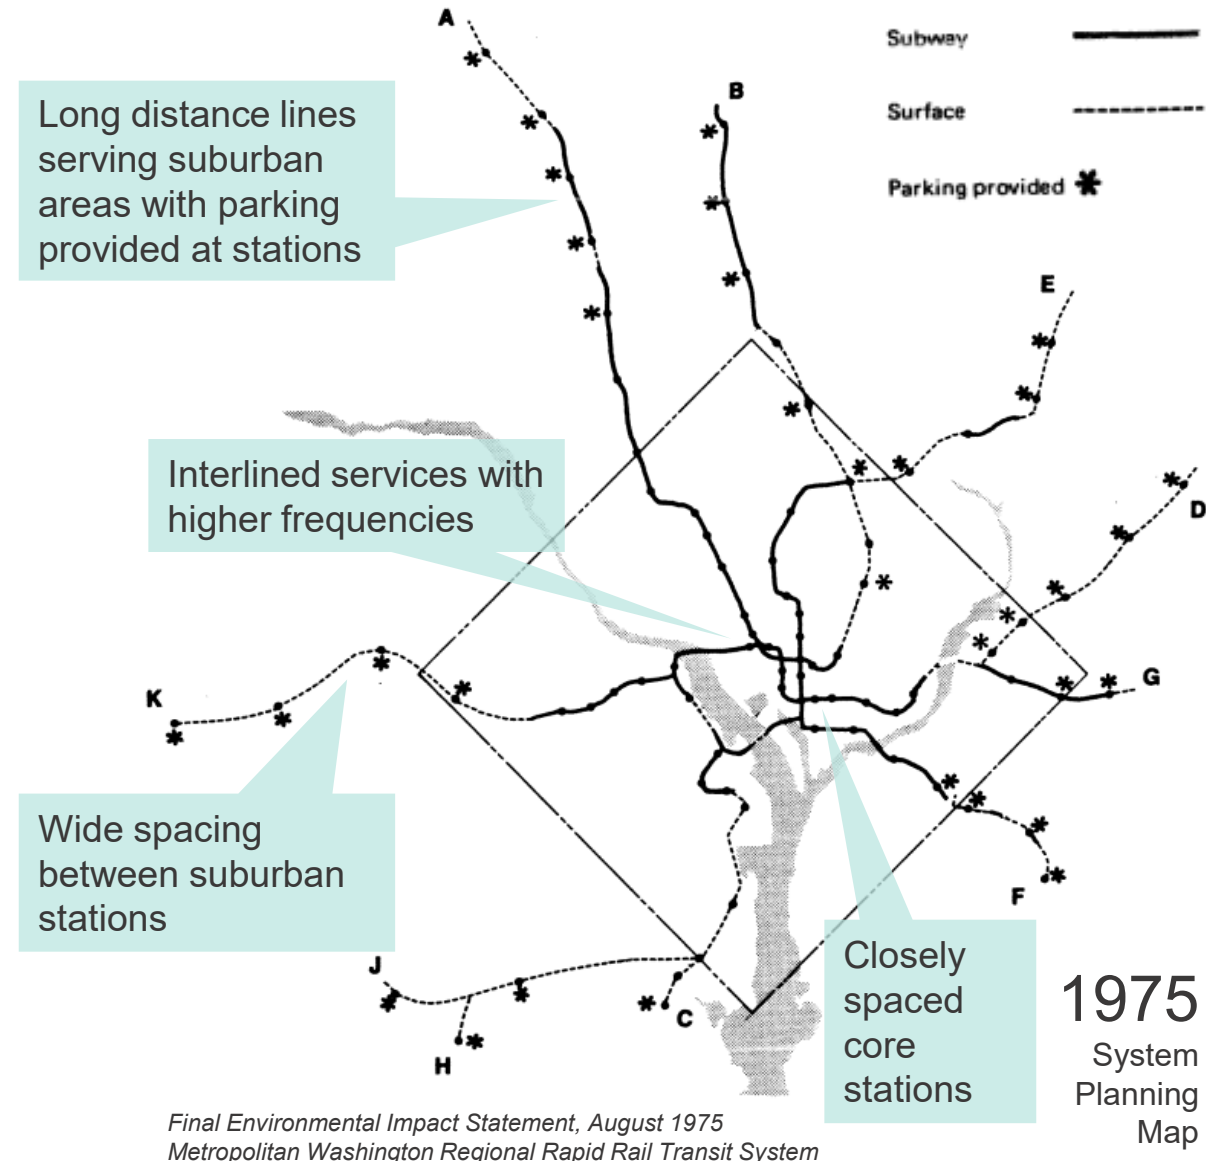 A
Subway
B
Surface
Long distance lines
serving suburban
areas with parking
provided at stations
Parking provided *
E
Interlined services with
higher frequencies
D
G
K
Wide spacing
between suburban
stations
F
Closely
spaced
core
stations
J
C
H
1975
System
Planning
Map
Final Environmental Impact Statement, August 1975
Metropolitan Washington Regional Rapid Rail Transit System